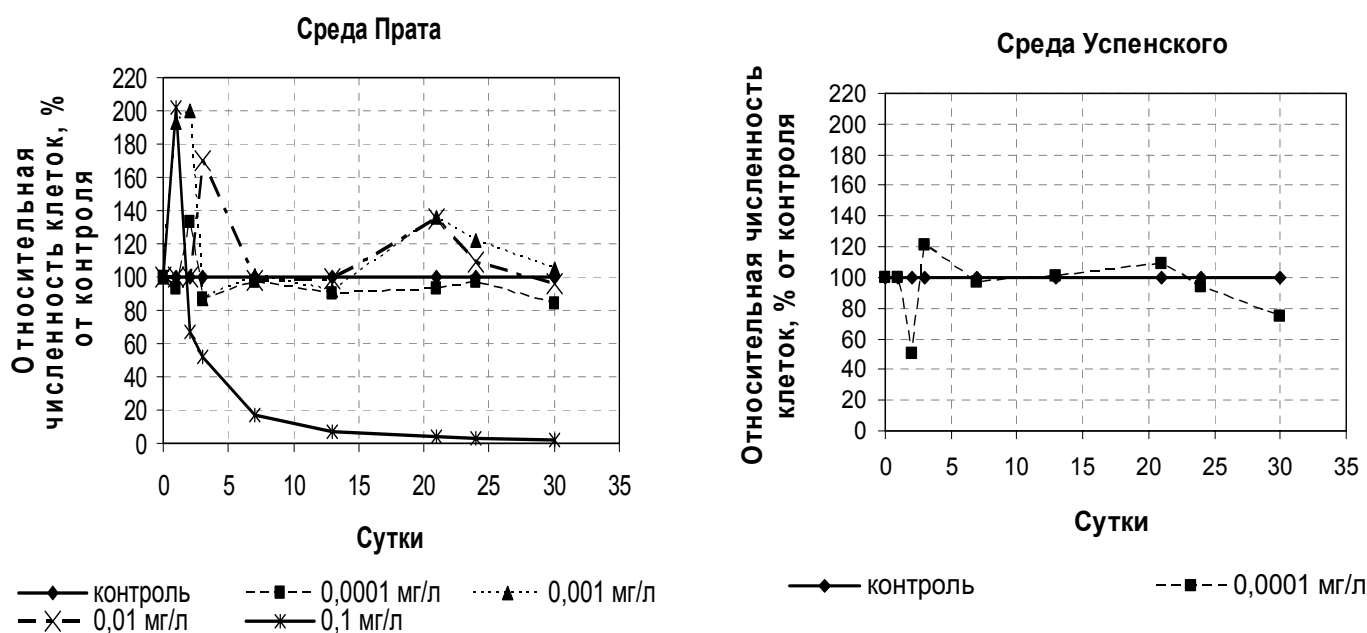 Среда Прата
Относительная
численность клеток, %
от контроля
220
200
180
160
140
120
100
80
60
40
20
0
0 5 10 15 20 25 30 35
Сутки
контроль 0,0001 мг/л 0,001 мг/л
0,01 мг/л 0,1 мг/л
Среда Успенского
Относительная численность
клеток, % от контроля
220
200
180
160
140
120
100
80
60
40
20
0
0 5 10 15 20 25 30 35
Сутки
контроль 0,0001 мг/л